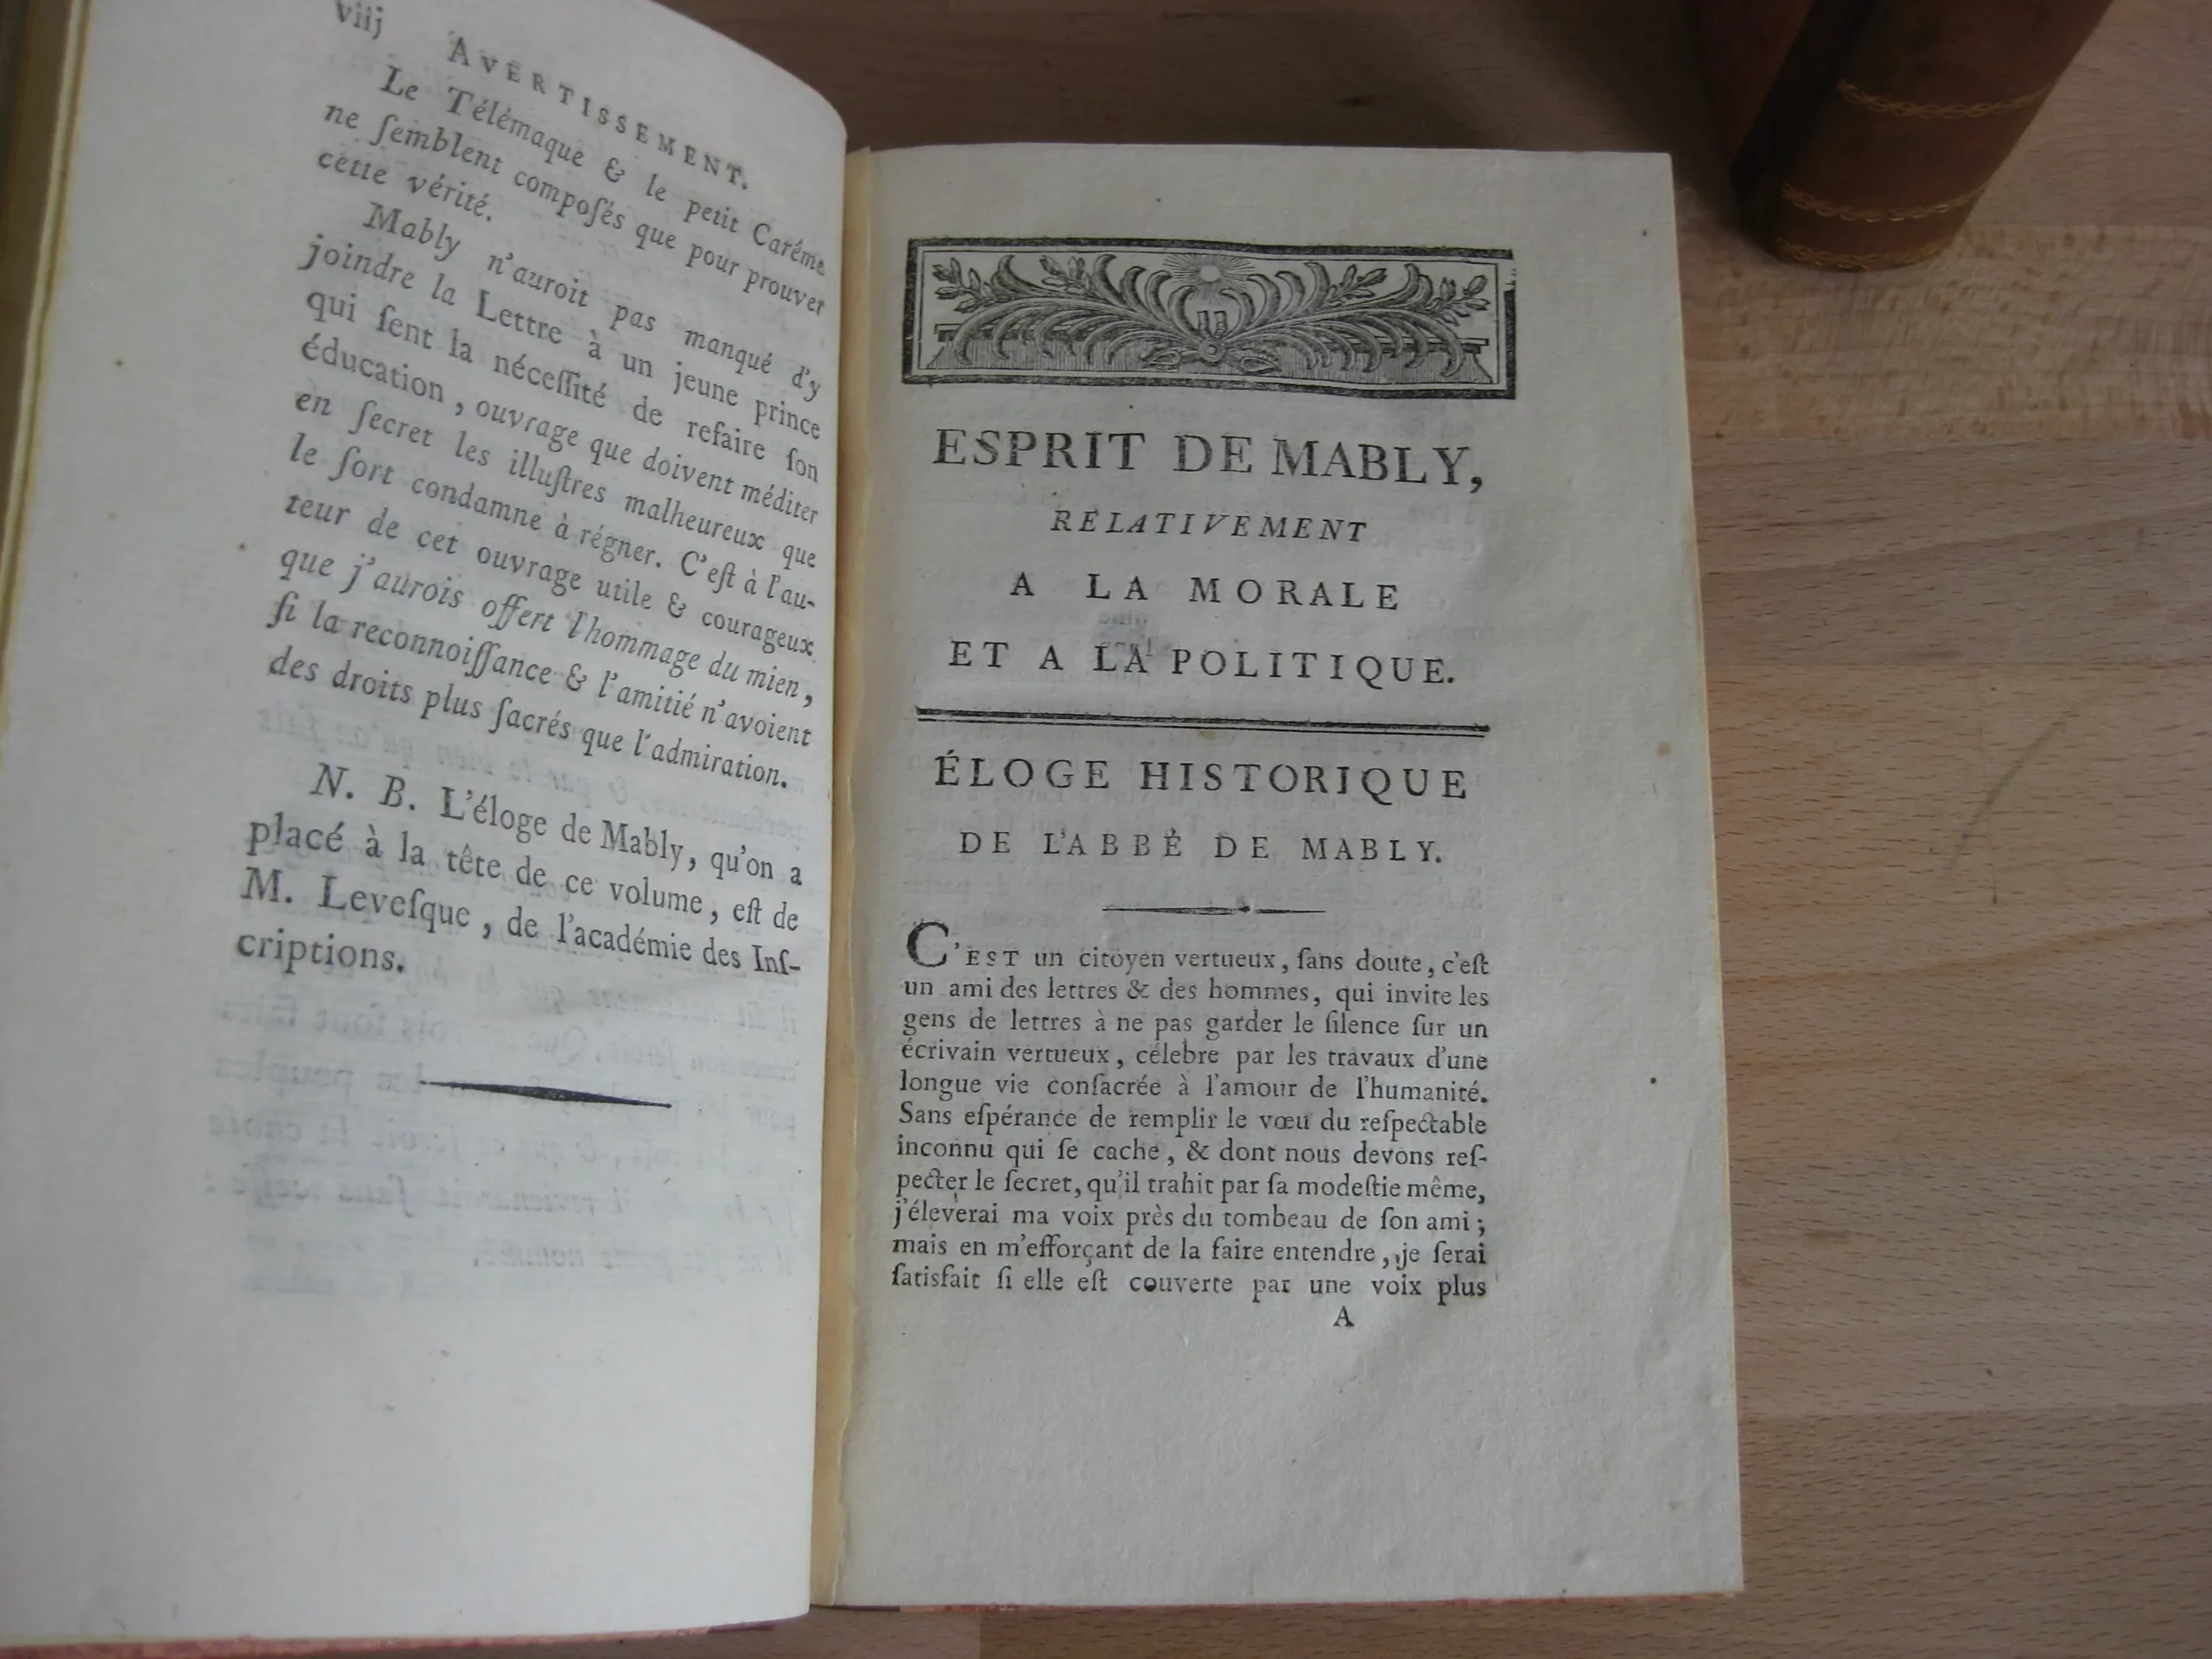 viij
AVERTISSEMENT.
Le Télémaque & le petit Carême
ne ſemblent compoſés que pour prouver
cette vérité.
Mably n'auroit pas manqué d'y
joindre la Lettre à un jeune prince
qui ſent la néceſſité de refaire ſon
éducation, ouvrage que doivent méditer
en ſecret les illuſtres malheureux que
le ſort condamne à régner. C'eſt à l'au-
teur de cet ouvrage utile & courageux
que j'aurois offert l'hommage du mien,
ſi la reconnoiſſance & l'amitié n'avoient
des droits plus ſacrés que l'admiration.
N. B. L'éloge de Mably, qu'on a
placé à la tête de ce volume, eſt de
M. Leveſque, de l'académie des Inſ-
criptions.
ESPRIT DE MABLY,
RELATIVEMENT
A LA MORALE
ET A LA POLITIQUE.
ÉLOGE HISTORIQUE
DE L'ABBÉ DE MABLY.
C'EST un citoyen vertueux, ſans doute, c'eſt
un ami des lettres & des hommes, qui invite les
gens de lettres à ne pas garder le ſilence ſur un
écrivain vertueux, célebre par les travaux d'une
longue vie conſacrée à l'amour de l'humanité.
Sans eſpérance de remplir le vœu du reſpectable
inconnu qui ſe cache, & dont nous devons reſ-
pecter le ſecret, qu'il trahit par ſa modeſtie même,
j'éleverai ma voix près du tombeau de ſon ami;
mais en m'efforçant de la faire entendre, je ſerai
ſatisfait ſi elle eſt couverte par une voix plus
A